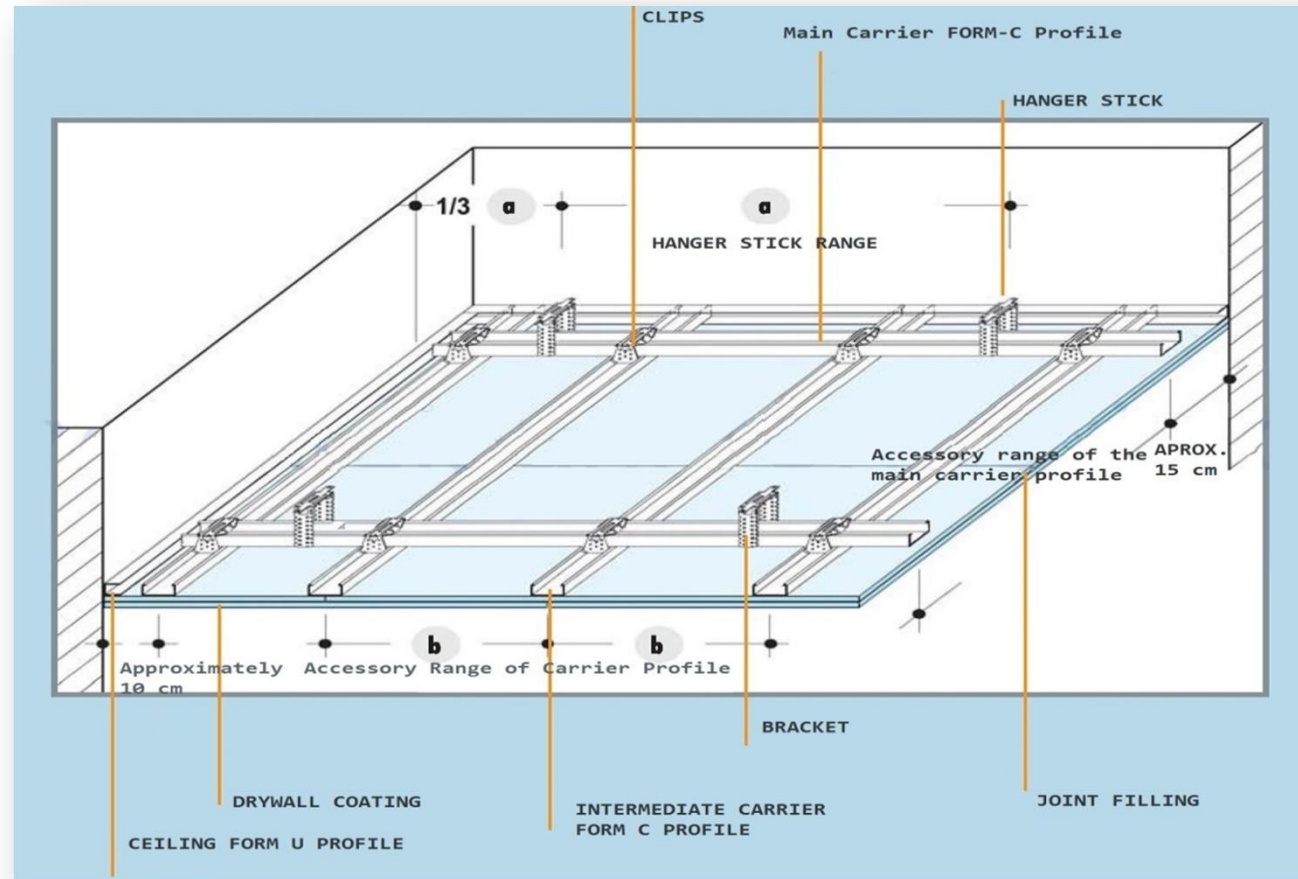 CLIPS
Main Carrier FORM-C Profile
HANGER STICK
1/3 a
a
HANGER STICK RANGE
Accessory range of the
main carrier profile
APROX.
15 cm
b
b
Approximately
10 cm
Accessory Range of Carrier Profile
BRACKET
DRYWALL COATING
INTERMEDIATE CARRIER
FORM C PROFILE
JOINT FILLING
CEILING FORM U PROFILE